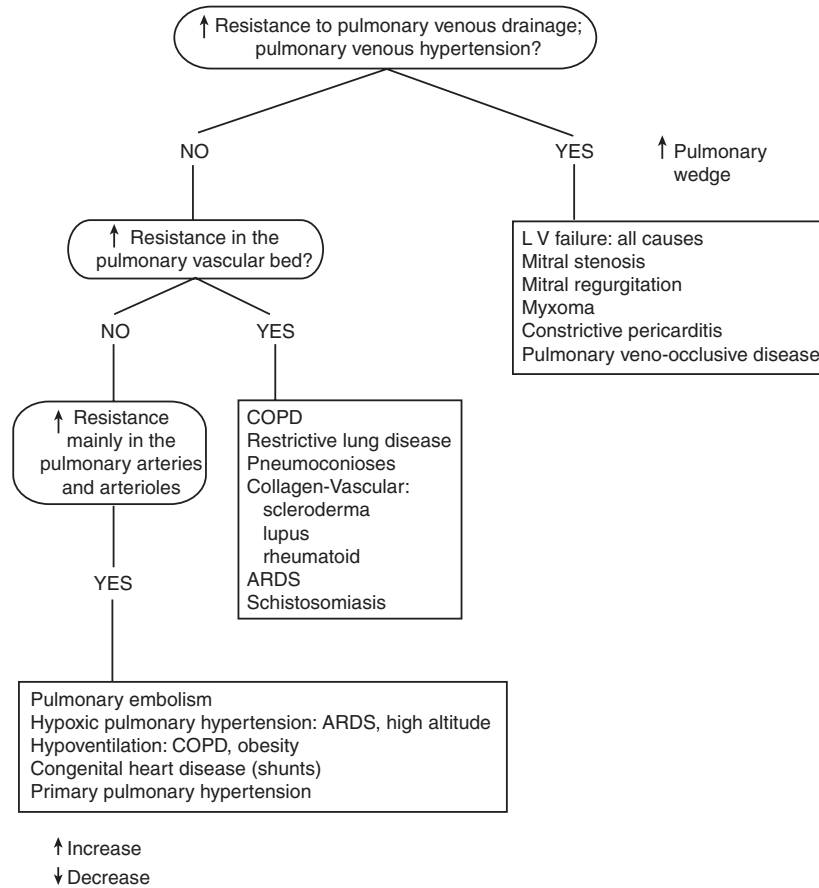 ↑ Resistance to pulmonary venous drainage;
pulmonary venous hypertension?
NO
YES
↑ Pulmonary
wedge
↑ Resistance in the
pulmonary vascular bed?
L V failure: all causes
Mitral stenosis
Mitral regurgitation
Myxoma
Constrictive pericarditis
Pulmonary veno-occlusive disease
NO
YES
↑ Resistance
mainly in the
pulmonary arteries
and arterioles
COPD
Restrictive lung disease
Pneumoconioses
Collagen-Vascular:
scleroderma
lupus
rheumatoid
ARDS
Schistosomiasis
YES
Pulmonary embolism
Hypoxic pulmonary hypertension: ARDS, high altitude
Hypoventilation: COPD, obesity
Congenital heart disease (shunts)
Primary pulmonary hypertension
↑ Increase
↓ Decrease